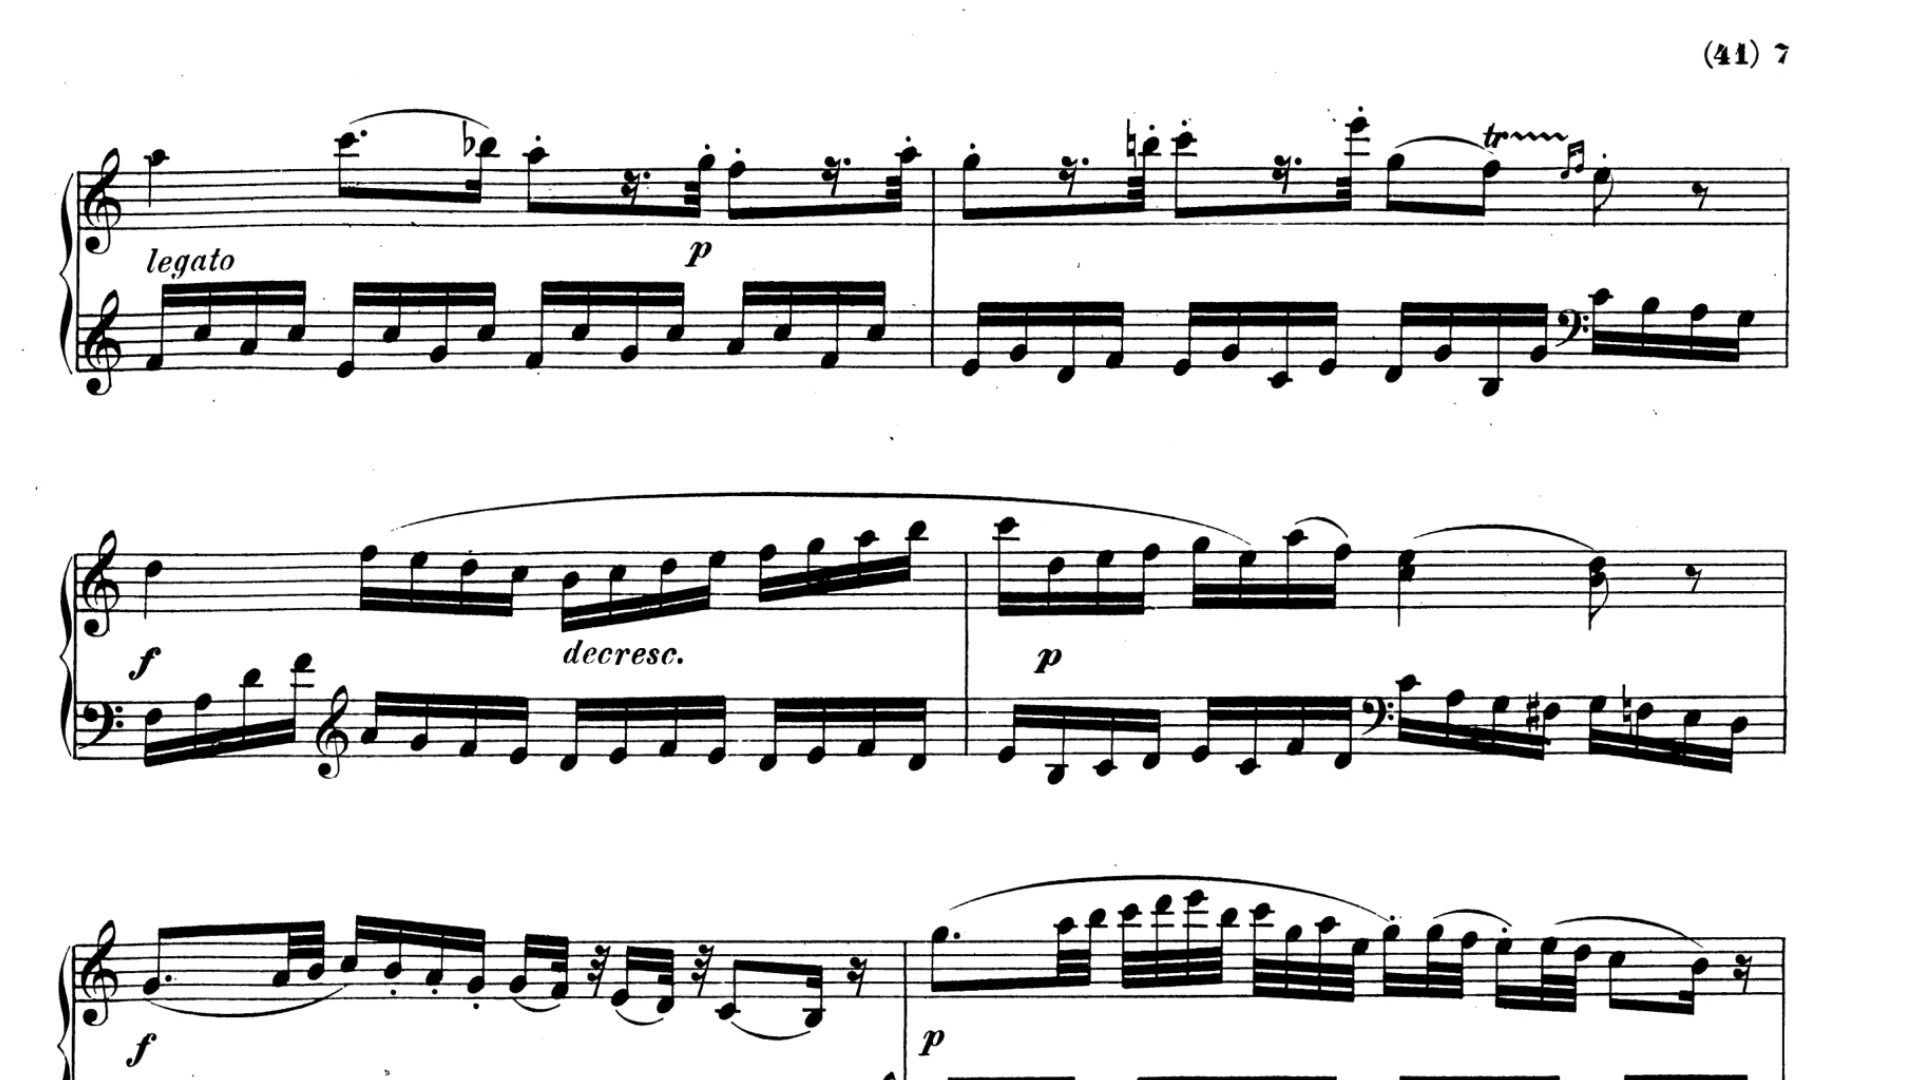 (41) 7
tr
legato
p
f
decresc.
p
f
p